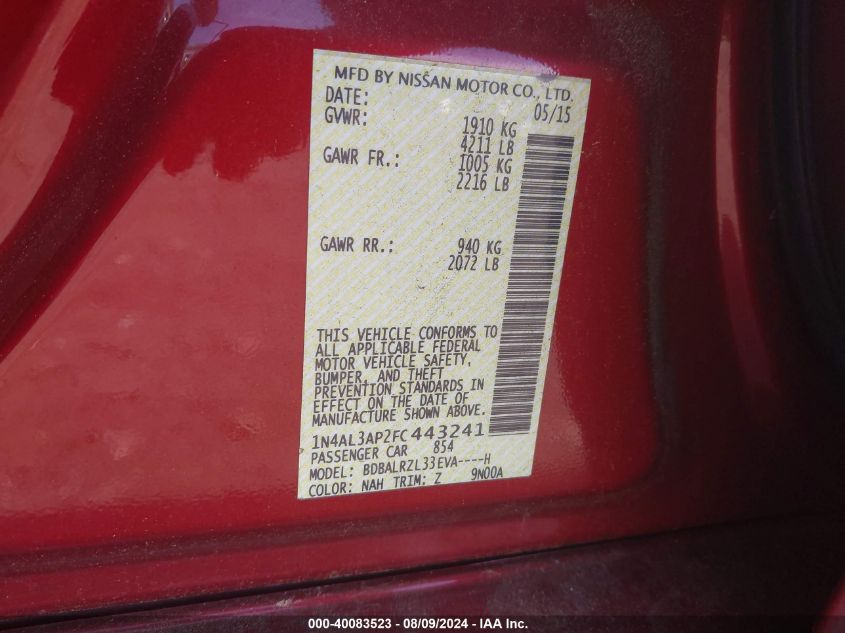 MFD BY NISSAN MOTOR CO., LTD.
DATE: 05/15
GVWR: 1910 KG
4211 LB
GAWR FR.: 1005 KG
2216 LB
GAWR RR.: 940 KG
2072 LB
THIS VEHICLE CONFORMS TO
ALL APPLICABLE FEDERAL
MOTOR VEHICLE SAFETY,
BUMPER, AND THEFT
PREVENTION STANDARDS IN
EFFECT ON THE DATE OF
MANUFACTURE SHOWN ABOVE.
1N4AL3AP2FC443241
PASSENGER CAR 854
MODEL: BDBALRZL33EVA----H
COLOR: NAH TRIM: Z 9N00A
000-40083523 - 08/09/2024 - IAA Inc.